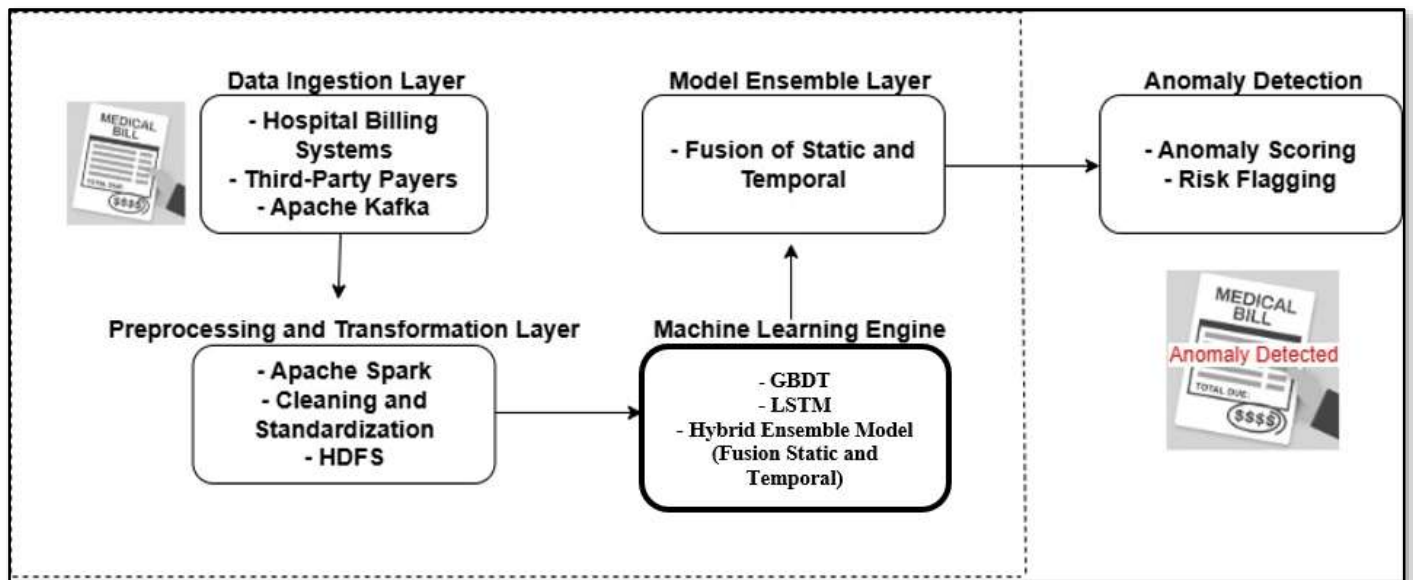 Data Ingestion Layer
MEDICAL
BILL
TOTAL DUE:
$$$$
- Hospital Billing
Systems
- Third-Party Payers
- Apache Kafka
Model Ensemble Layer
- Fusion of Static and
Temporal
Anomaly Detection
- Anomaly Scoring
- Risk Flagging
Preprocessing and Transformation Layer
- Apache Spark
- Cleaning and
Standardization
- HDFS
Machine Learning Engine
- GBDT
- LSTM
- Hybrid Ensemble Model
(Fusion Static and
Temporal)
MEDICAL
BILL
Anomaly Detected
TOTAL DUE:
$$$$